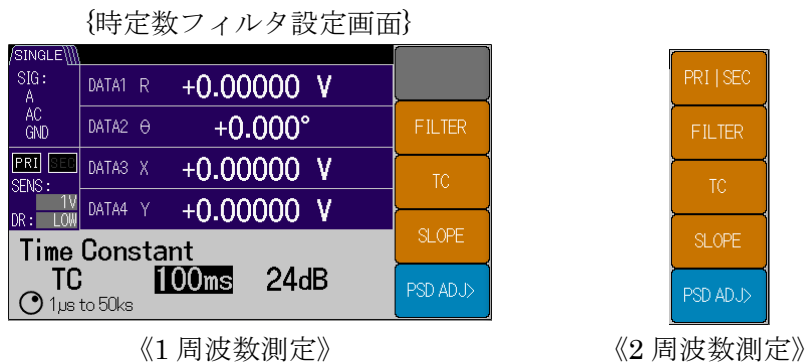 {時定数フィルタ設定画面}
SINGLE
SIG:
A
AC
GND
PRI SEC
SENS:
1V
DR: LOW
DATA1 R +0.00000 V
DATA2 θ +0.000°
DATA3 X +0.00000 V
DATA4 Y +0.00000 V
Time Constant
TC 100ms 24dB
1μs to 50ks
FILTER
TC
SLOPE
PSD ADJ>
《1 周波数測定》
PRI|SEC
FILTER
TC
SLOPE
PSD ADJ>
《2 周波数測定》